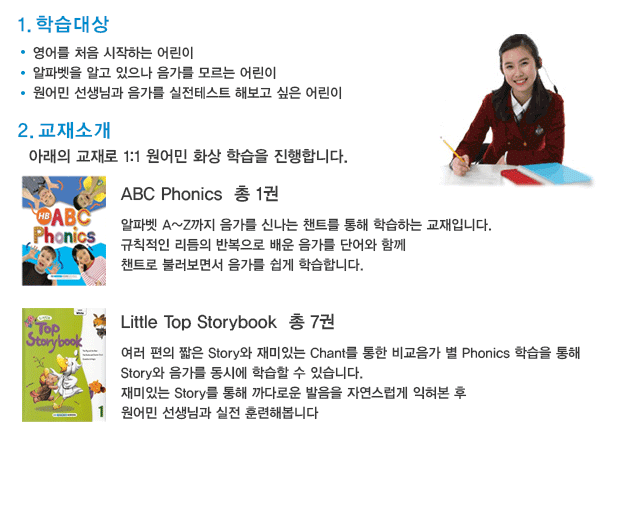 1. 학습대상
• 영어를 처음 시작하는 어린이
• 알파벳을 알고 있으나 음가를 모르는 어린이
• 원어민 선생님과 음가를 실전테스트 해보고 싶은 어린이
2. 교재소개
아래의 교재로 1:1 원어민 화상 학습을 진행합니다.
HB ABC
Phonics
ABC Phonics 총 1권
알파벳 A~Z까지 음가를 신나는 챈트를 통해 학습하는 교재입니다.
규칙적인 리듬의 반복으로 배운 음가를 단어와 함께
챈트로 불러보면서 음가를 쉽게 학습합니다.
Little
Top
Storybook
1
Little Top Storybook 총 7권
여러 편의 짧은 Story와 재미있는 Chant를 통한 비교음가 별 Phonics 학습을 통해
Story와 음가를 동시에 학습할 수 있습니다.
재미있는 Story를 통해 까다로운 발음을 자연스럽게 익혀본 후
원어민 선생님과 실전 훈련해봅니다